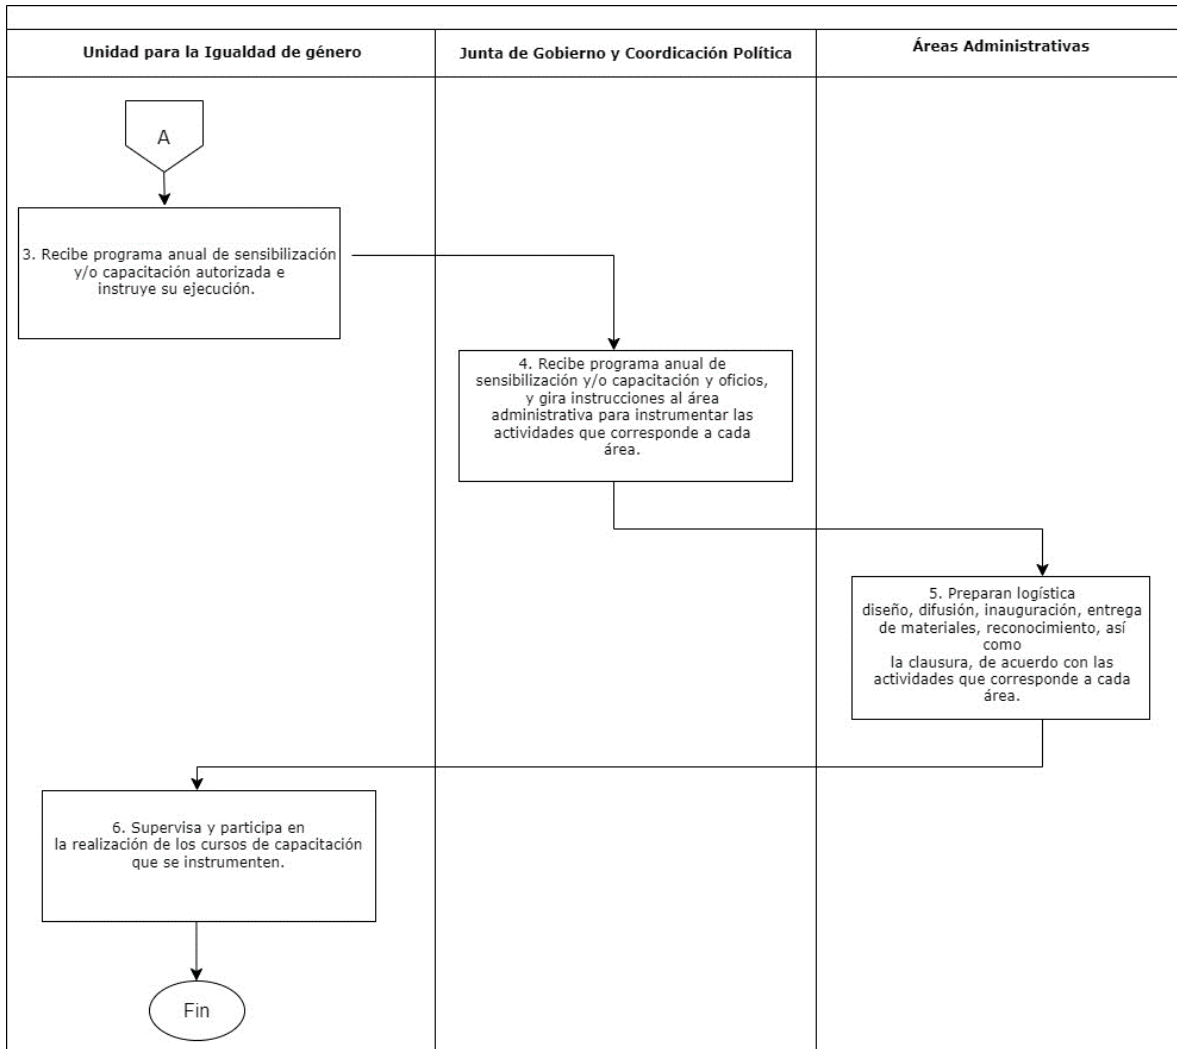 Unidad para la Igualdad de género
Junta de Gobierno y Coordicación Política
Áreas Administrativas
A
3. Recibe programa anual de sensibilización
y/o capacitación autorizada e
instruye su ejecución.
4. Recibe programa anual de
sensibilización y/o capacitación y oficios,
y gira instrucciones al área
administrativa para instrumentar las
actividades que corresponde a cada
área.
5. Preparan logística
diseño, difusión, inauguración, entrega
de materiales, reconocimiento, así
como
la clausura, de acuerdo con las
actividades que corresponde a cada
área.
6. Supervisa y participa en
la realización de los cursos de capacitación
que se instrumenten.
Fin